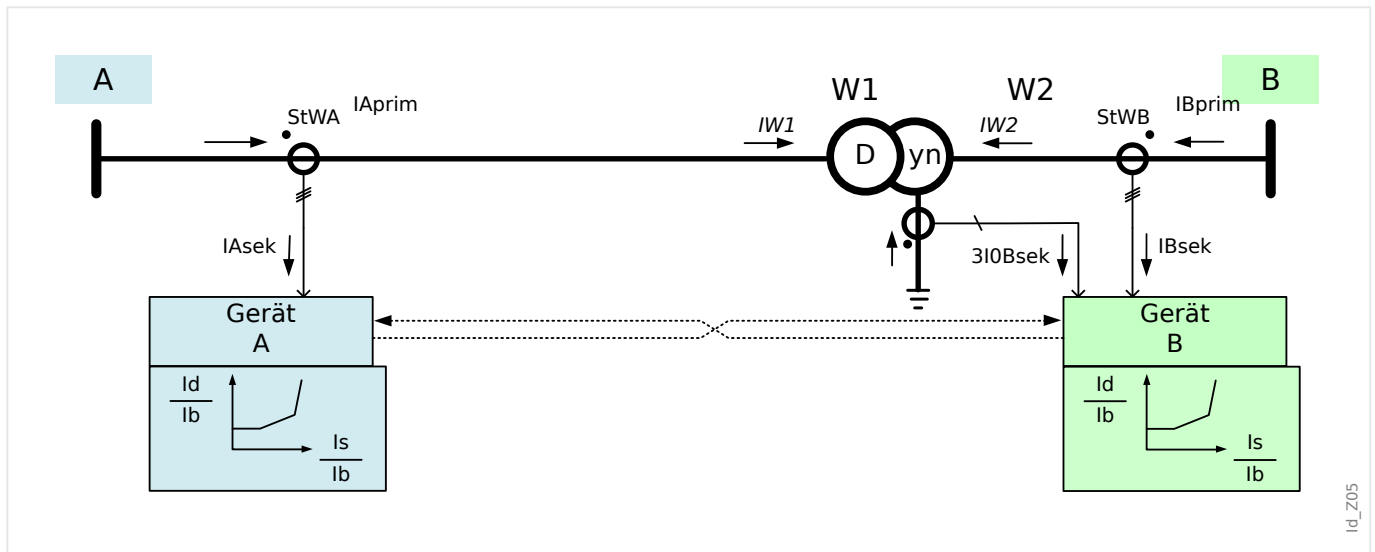 A
B
W1
W2
IAprim
StWA
IW1
IW2
StWB
IBprim
D
yn
IAsek
3I0Bsek
IBsek
Gerät
A
Gerät
B
Id
Ib
Is
Ib
Id
Ib
Is
Ib
Id_Z05